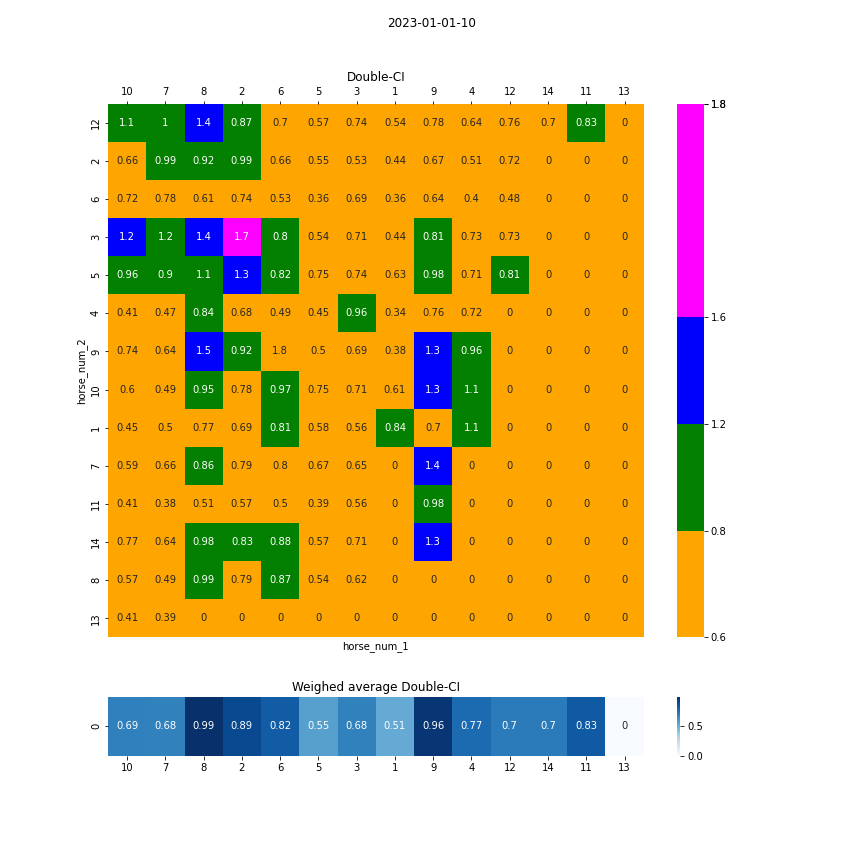 2023-01-01-10
Double-CI
10 7 8 2 6 5 3 1 9 4 12 14 11 13
12 1.1 1 1.4 0.87 0.7 0.57 0.74 0.54 0.78 0.64 0.76 0.7 0.83 0
2 0.66 0.99 0.92 0.99 0.66 0.55 0.53 0.44 0.67 0.51 0.72 0 0 0
6 0.72 0.78 0.61 0.74 0.53 0.36 0.69 0.36 0.64 0.4 0.48 0 0 0
3 1.2 1.2 1.4 1.7 0.8 0.54 0.71 0.44 0.81 0.73 0.73 0 0 0
5 0.96 0.9 1.1 1.3 0.82 0.75 0.74 0.63 0.98 0.71 0.81 0 0 0
4 0.41 0.47 0.84 0.68 0.49 0.45 0.96 0.34 0.76 0.72 0 0 0 0
9 0.74 0.64 1.5 0.92 1.8 0.5 0.69 0.38 1.3 0.96 0 0 0 0
10 0.6 0.49 0.95 0.78 0.97 0.75 0.71 0.61 1.3 1.1 0 0 0 0
1 0.45 0.5 0.77 0.69 0.81 0.58 0.56 0.84 0.7 1.1 0 0 0 0
7 0.59 0.66 0.86 0.79 0.8 0.67 0.65 0 1.4 0 0 0 0 0
11 0.41 0.38 0.51 0.57 0.5 0.39 0.56 0 0.98 0 0 0 0 0
14 0.77 0.64 0.98 0.83 0.88 0.57 0.71 0 1.3 0 0 0 0 0
8 0.57 0.49 0.99 0.79 0.87 0.54 0.62 0 0 0 0 0 0 0
13 0.41 0.39 0 0 0 0 0 0 0 0 0 0 0 0
horse_num_2
horse_num_1
1.8
1.6
1.2
0.8
0.6
Weighed average Double-CI
0 0.69 0.68 0.99 0.89 0.82 0.55 0.68 0.51 0.96 0.77 0.7 0.7 0.83 0
10 7 8 2 6 5 3 1 9 4 12 14 11 13
0.5
0.0